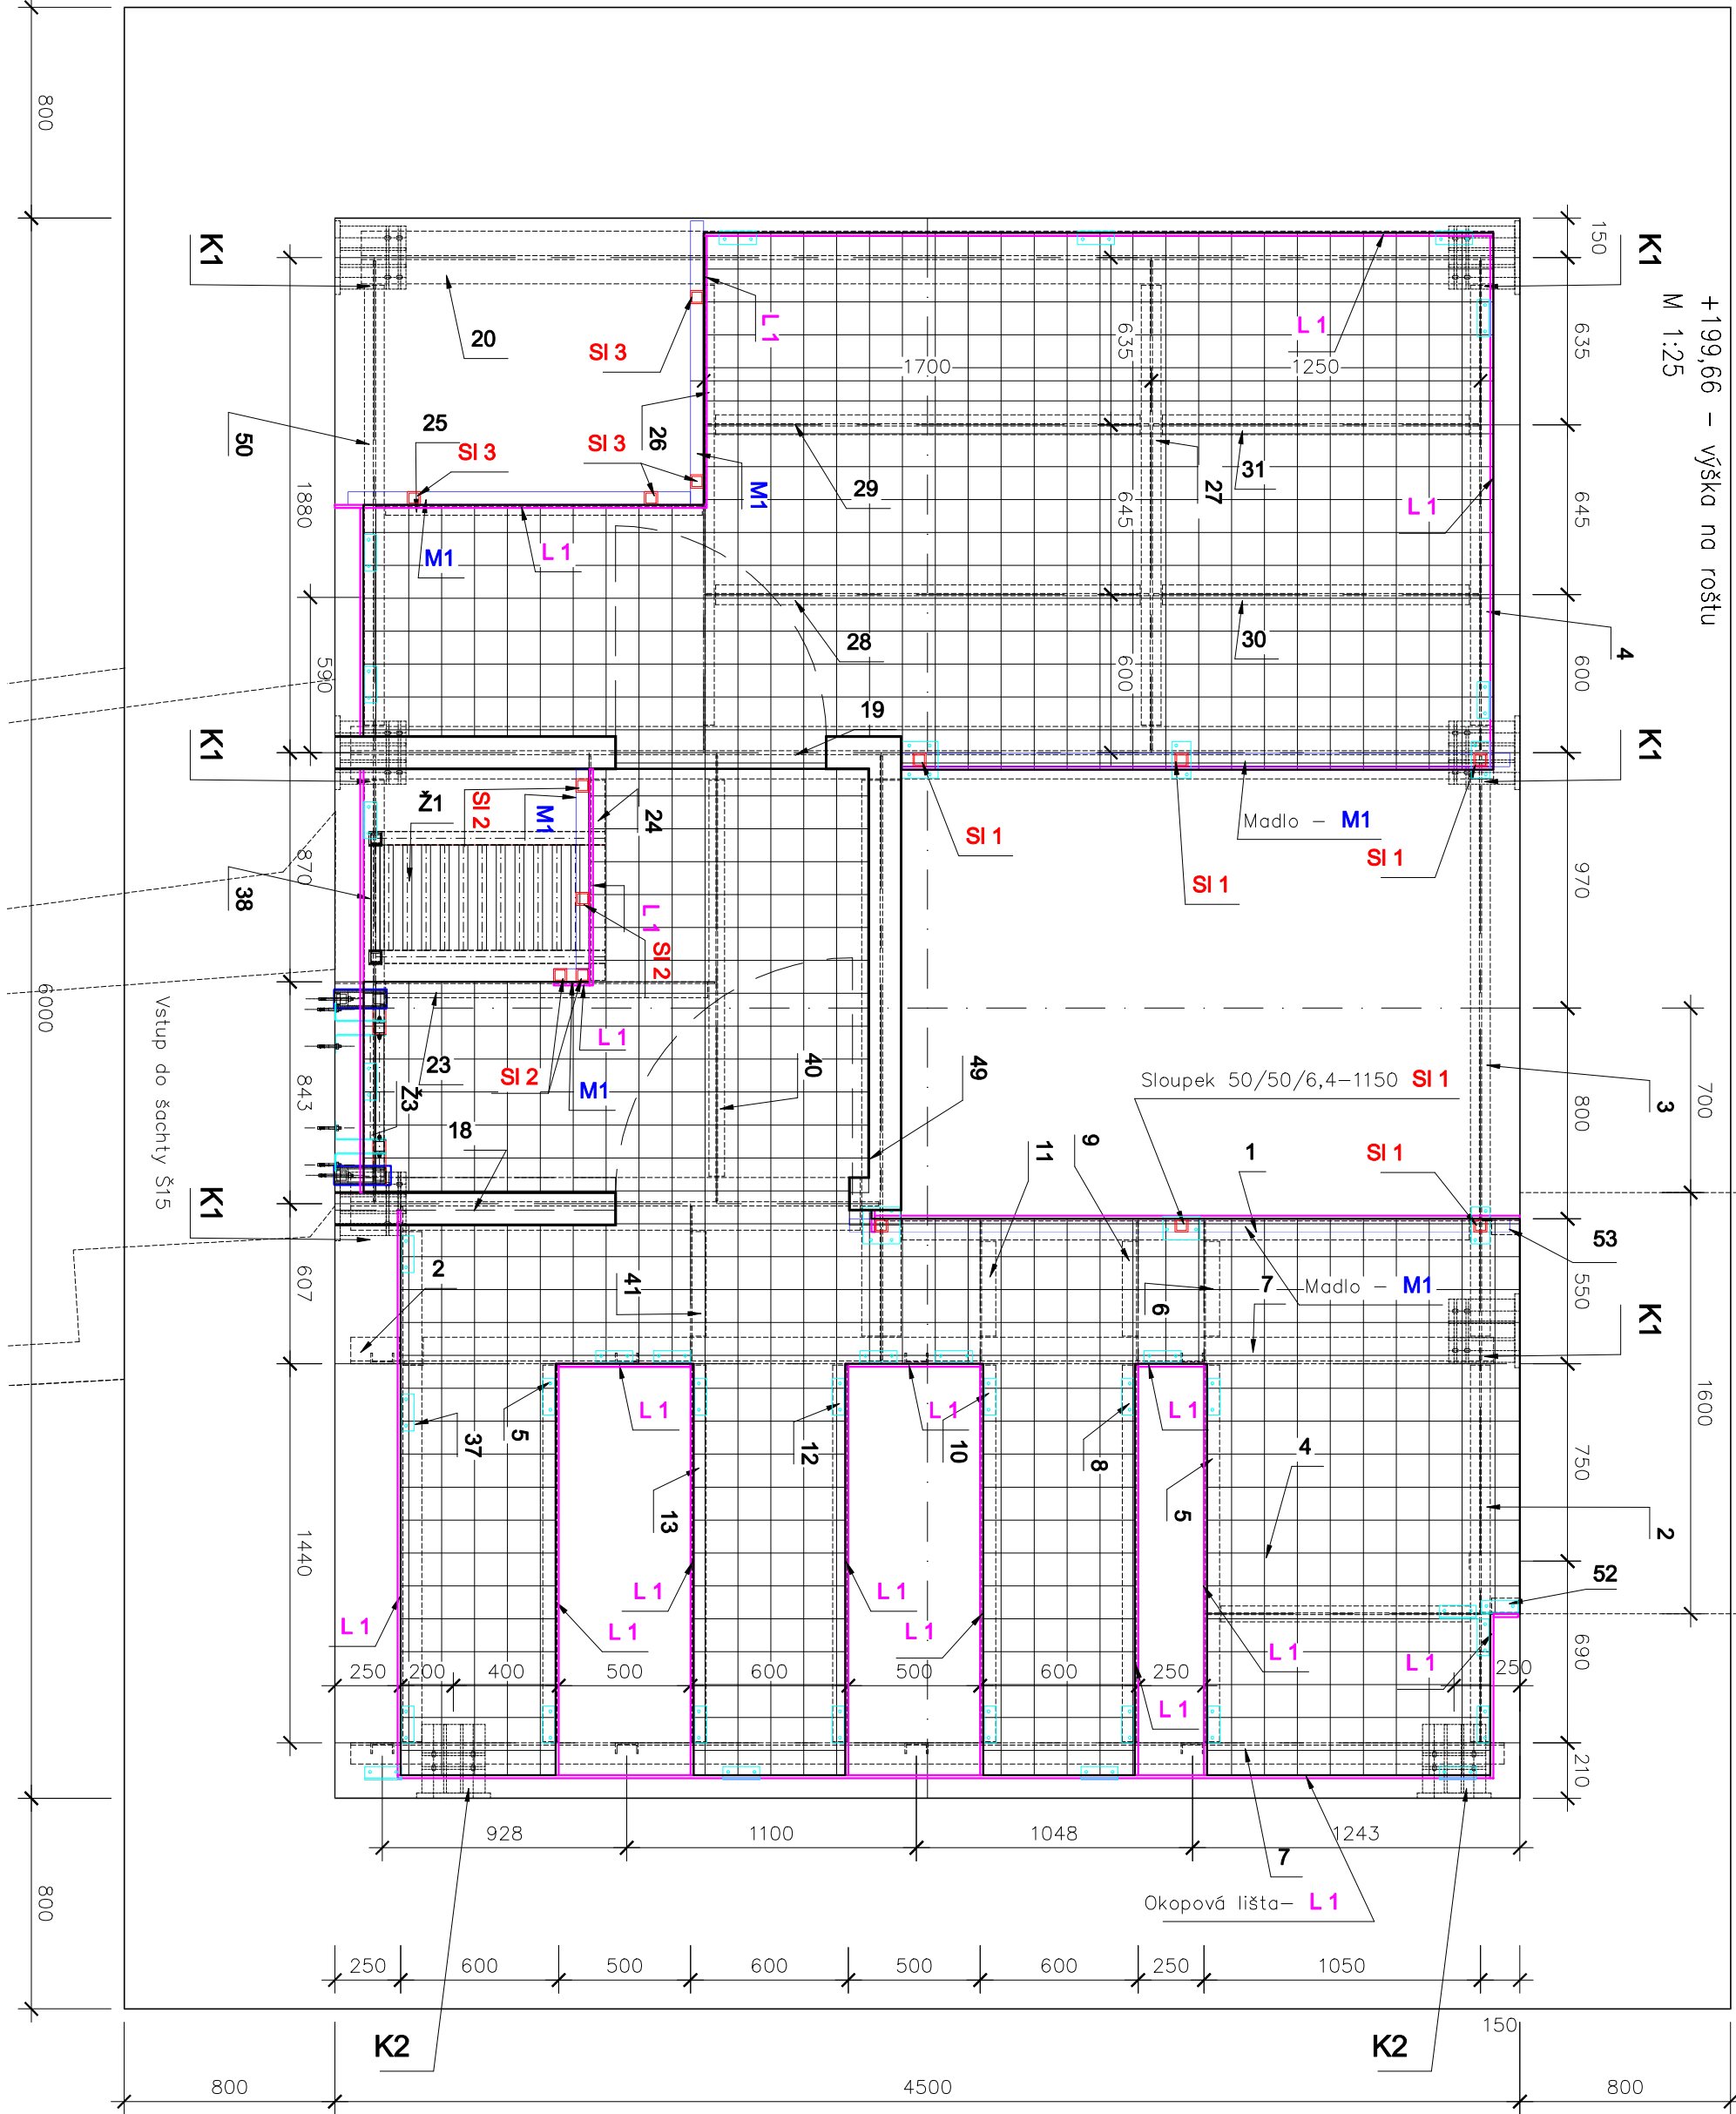 +199,66 - výška na roštu
M 1:25
K1
K1
K1
K1
K1
K1
K2
K2
800
6000
800
150
635
645
600
970
800
550
750
690
210
700
1600
1880
590
870
843
607
1440
1700
1250
635
645
600
L 1
L 1
L 1
L 1
L 1
L 1
20
50
25
26
27
28
29
30
31
4
19
Sl 3
Sl 3
Sl 3
M1
M1
Ž1
Sl 2
M1
24
38
Sl 2
Sl 2
M1
23
Ž3
18
40
49
Sl 1
Sl 1
Sl 1
Madlo - M1
Sloupek 50/50/6,4-1150 Sl 1
Sl 1
3
1
53
11
9
6
7
Madlo - M1
2
41
Vstup do šachty Š15
5
37
13
12
10
8
5
4
2
52
L 1
L 1
L 1
L 1
L 1
L 1
L 1
L 1
L 1
L 1
L 1
250
200
400
500
600
500
600
250
250
928
1100
1048
1243
7
Okopová lišta- L 1
250
600
500
600
500
600
250
1050
150
800
4500
800